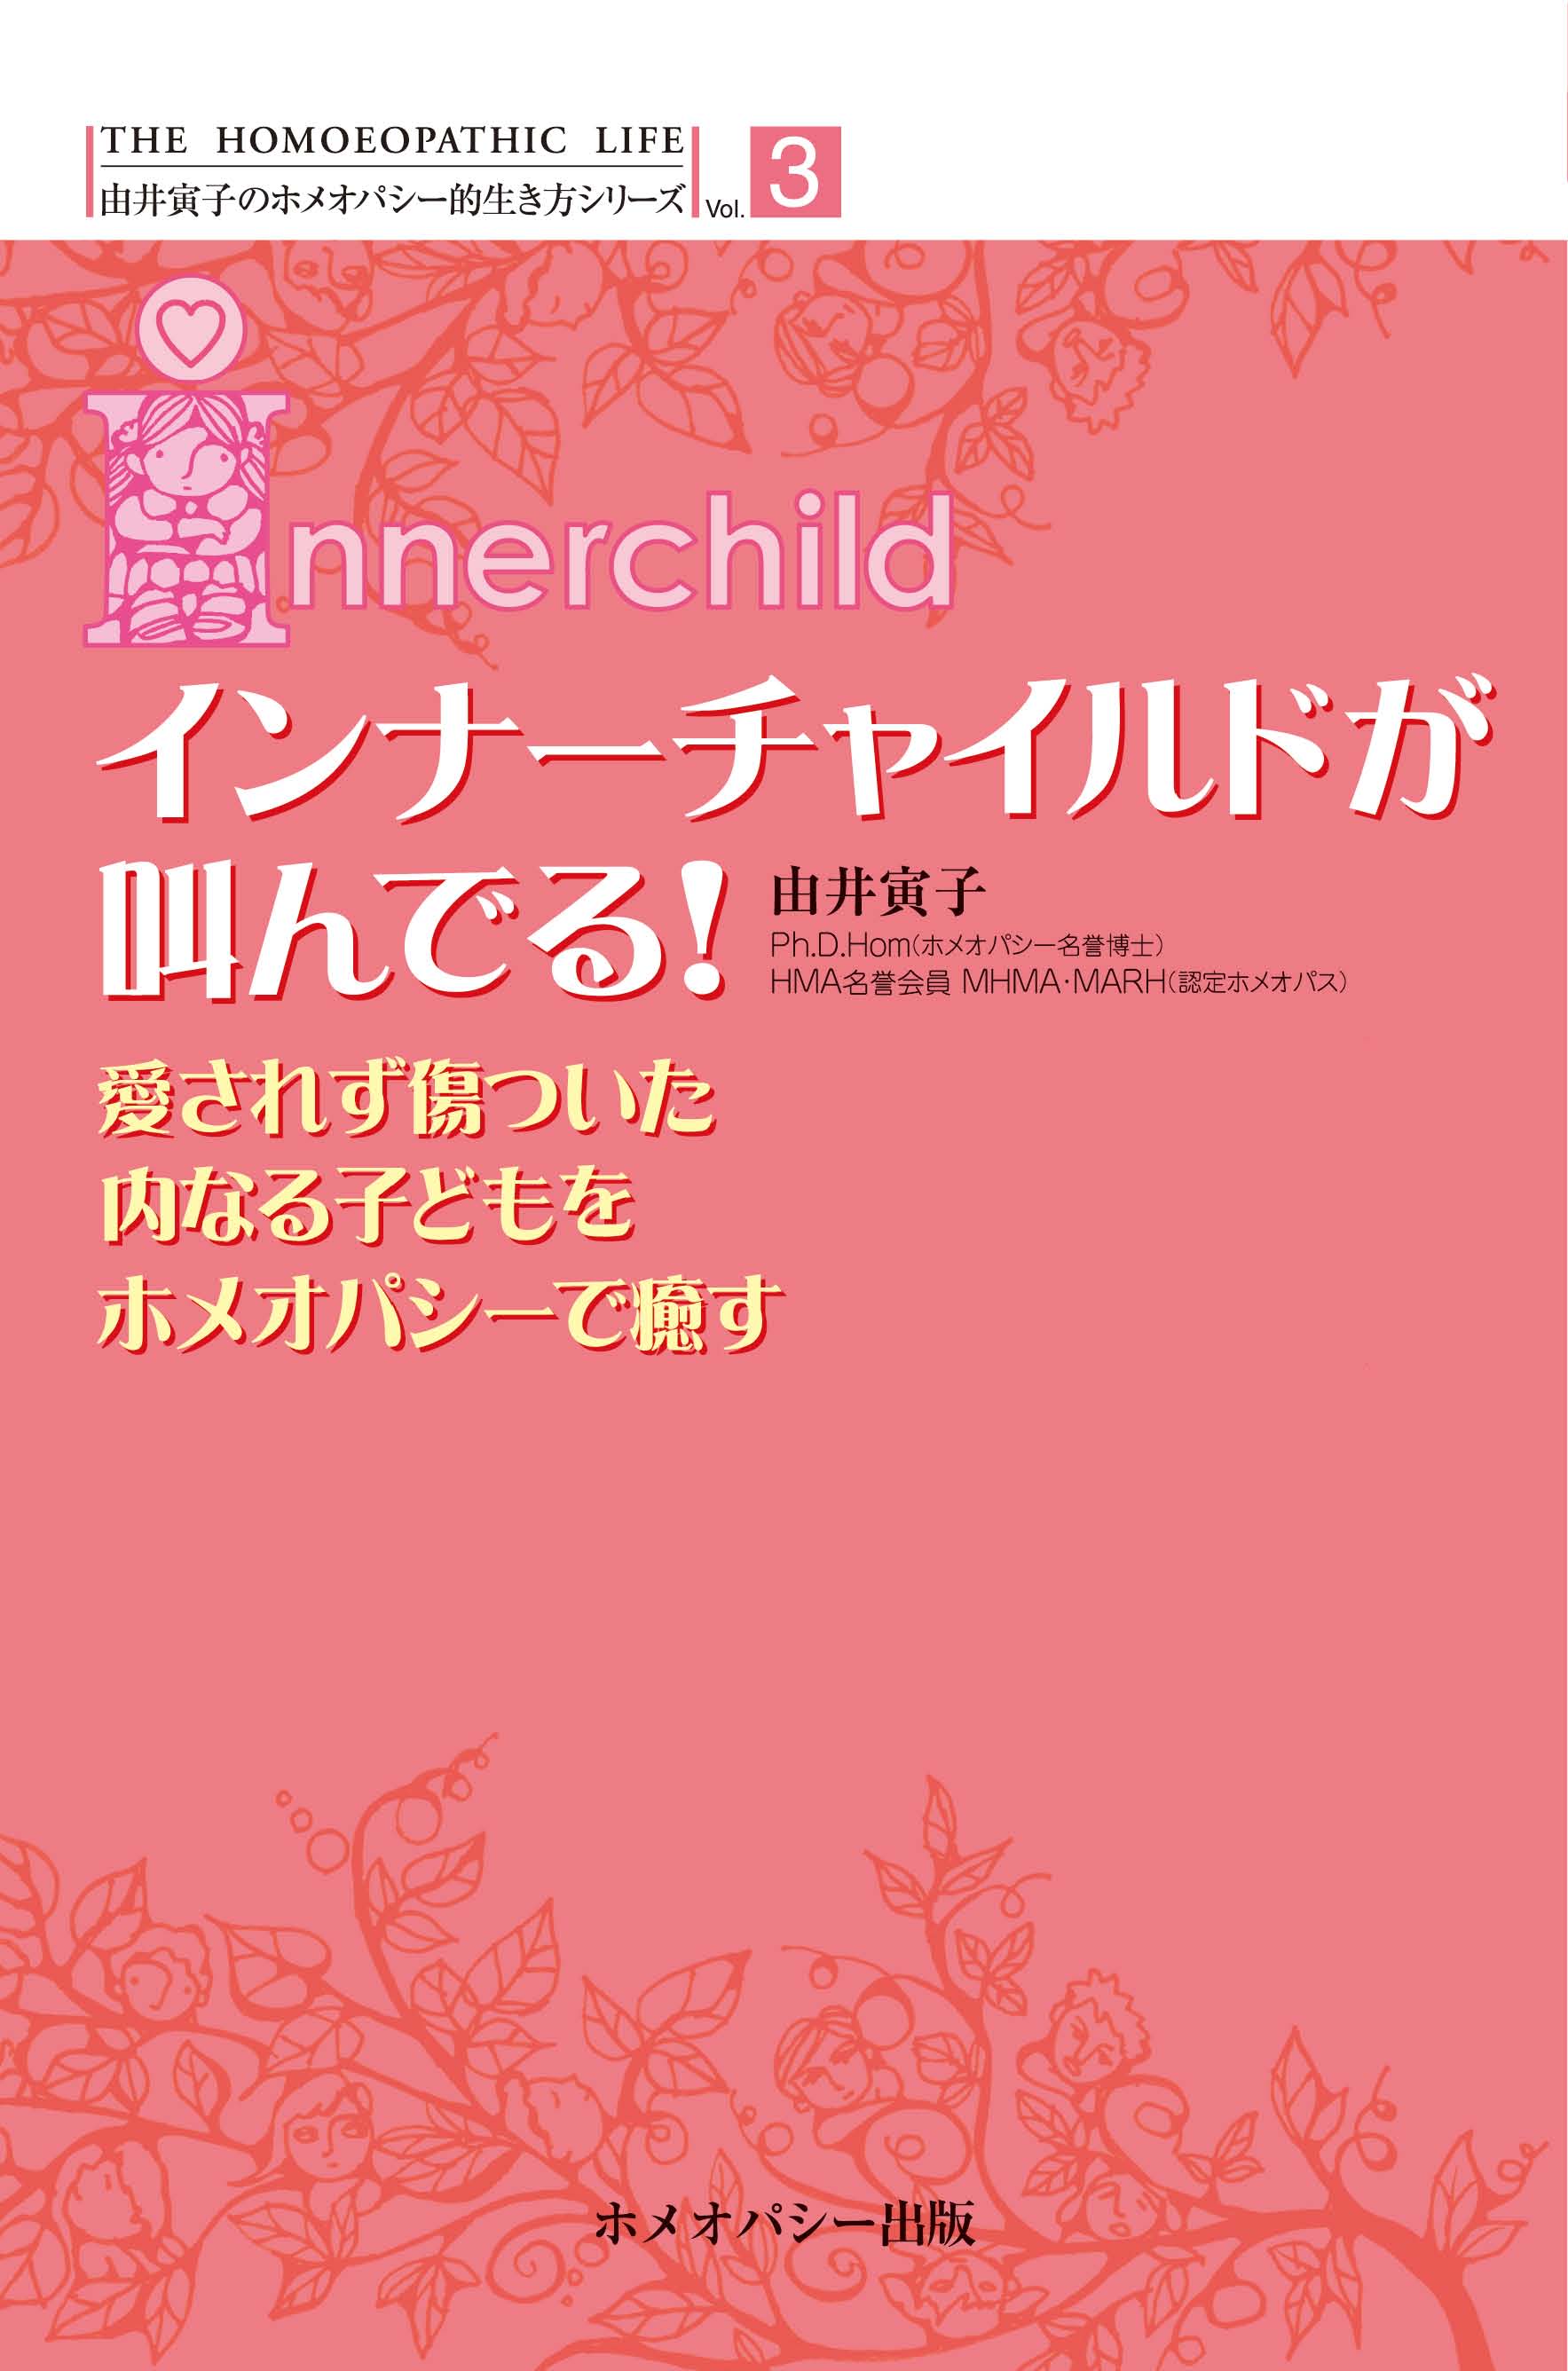 THE HOMOEOPATHIC LIFE
由井寅子のホメオパシー的生き方シリーズ Vol. 3
Innerchild
インナーチャイルドが
叫んでる!
由井寅子
Ph.D.Hom(ホメオパシー名誉博士)
HMA名誉会員 MHMA・MARH(認定ホメオパス)
愛されず傷ついた
内なる子どもを
ホメオパシーで癒す
ホメオパシー出版